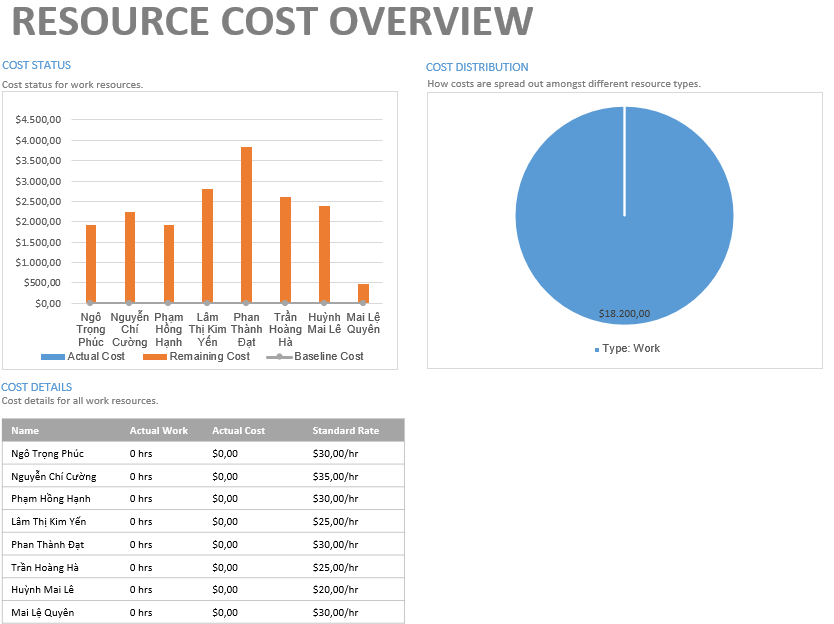 RESOURCE COST OVERVIEW
COST STATUS
Cost status for work resources.
$4.500,00
$4.000,00
$3.500,00
$3.000,00
$2.500,00
$2.000,00
$1.500,00
$1.000,00
$500,00
$0,00
Ngô Trọng Phúc
Nguyễn Chí Cường
Phạm Hồng Hạnh
Lâm Thị Kim Yến
Phan Thành Đạt
Trần Hoàng Hà
Huỳnh Mai Lê
Mai Lệ Quyên
Actual Cost Remaining Cost Baseline Cost
COST DISTRIBUTION
How costs are spread out amongst different resource types.
$18.200,00
Type: Work
COST DETAILS
Cost details for all work resources.
Name Actual Work Actual Cost Standard Rate
Ngô Trọng Phúc 0 hrs $0,00 $30,00/hr
Nguyễn Chí Cường 0 hrs $0,00 $35,00/hr
Phạm Hồng Hạnh 0 hrs $0,00 $30,00/hr
Lâm Thị Kim Yến 0 hrs $0,00 $25,00/hr
Phan Thành Đạt 0 hrs $0,00 $30,00/hr
Trần Hoàng Hà 0 hrs $0,00 $25,00/hr
Huỳnh Mai Lê 0 hrs $0,00 $20,00/hr
Mai Lệ Quyên 0 hrs $0,00 $30,00/hr